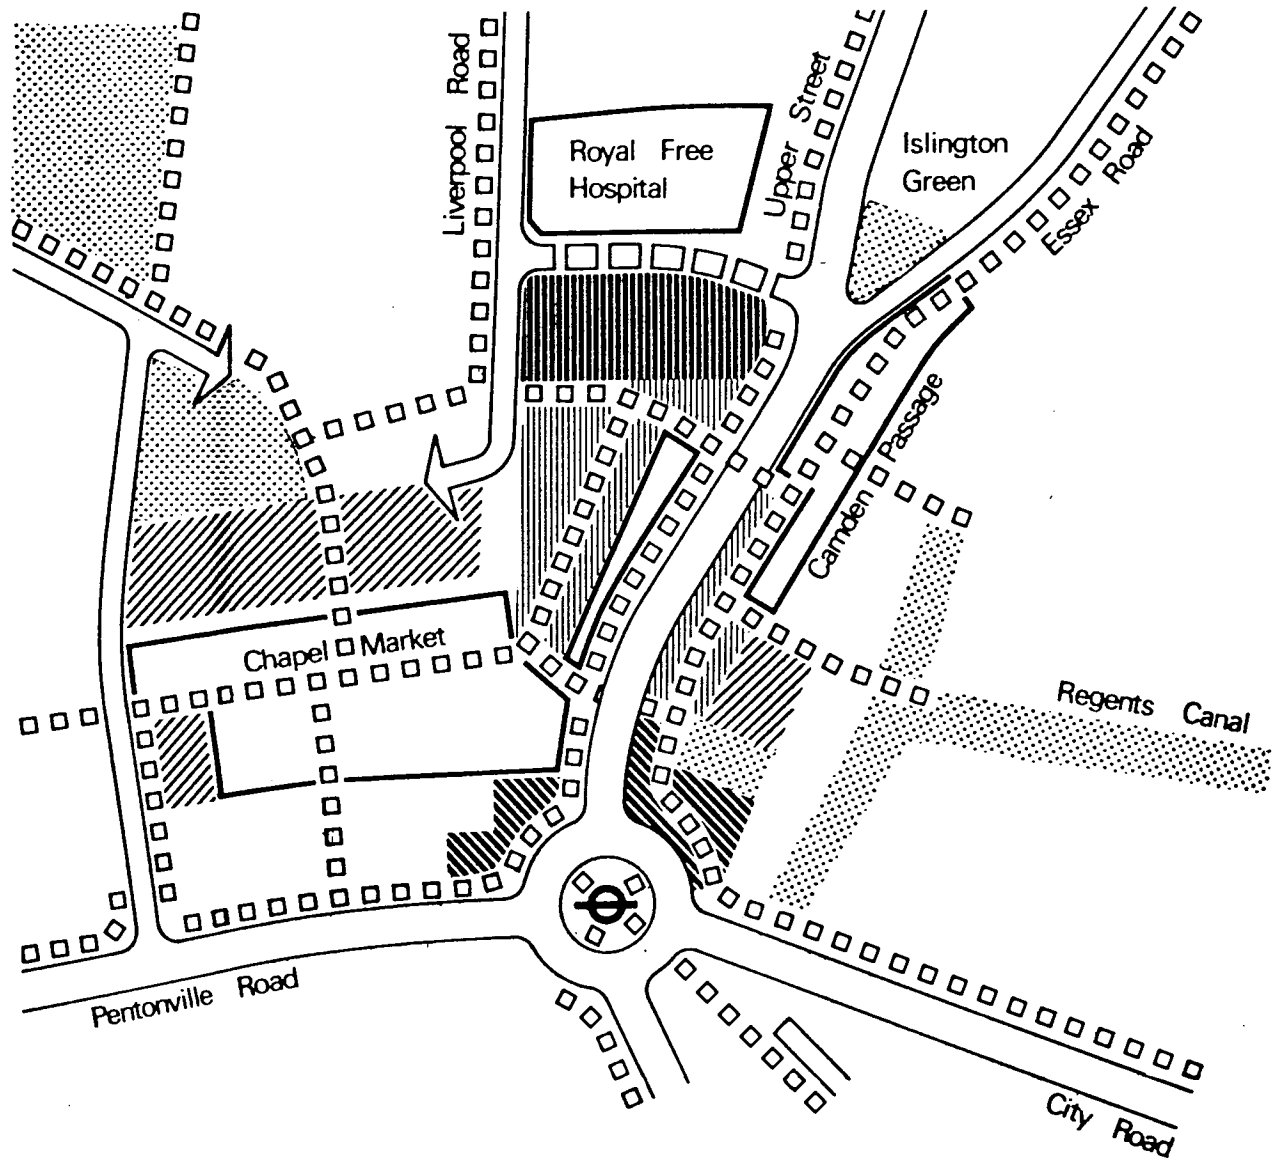 Liverpool Road
Upper Street
Royal Free
Hospital
Islington
Green
Essex Road
Camden Passage
Chapel Market
Regents Canal
Pentonville Road
City Road